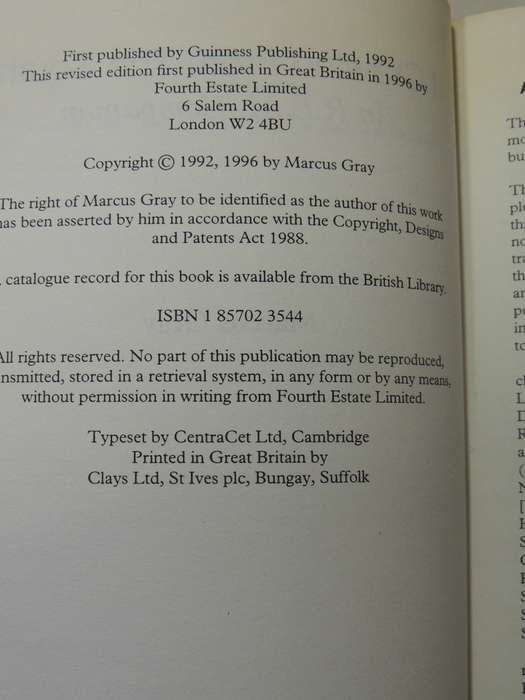 First published by Guinness Publishing Ltd, 1992
This revised edition first published in Great Britain in 1996 by
Fourth Estate Limited
6 Salem Road
London W2 4BU
Copyright © 1992, 1996 by Marcus Gray
The right of Marcus Gray to be identified as the author of this work
has been asserted by him in accordance with the Copyright, Designs
and Patents Act 1988.
catalogue record for this book is available from the British Library.
ISBN 1 85702 3544
All rights reserved. No part of this publication may be reproduced,
nsmitted, stored in a retrieval system, in any form or by any means,
without permission in writing from Fourth Estate Limited.
Typeset by CentraCet Ltd, Cambridge
Printed in Great Britain by
Clays Ltd, St Ives plc, Bungay, Suffolk